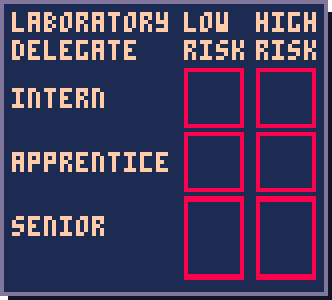 LABORATORY LOW HIGH
DELEGATE RISK RISK
INTERN
APPRENTICE
SENIOR